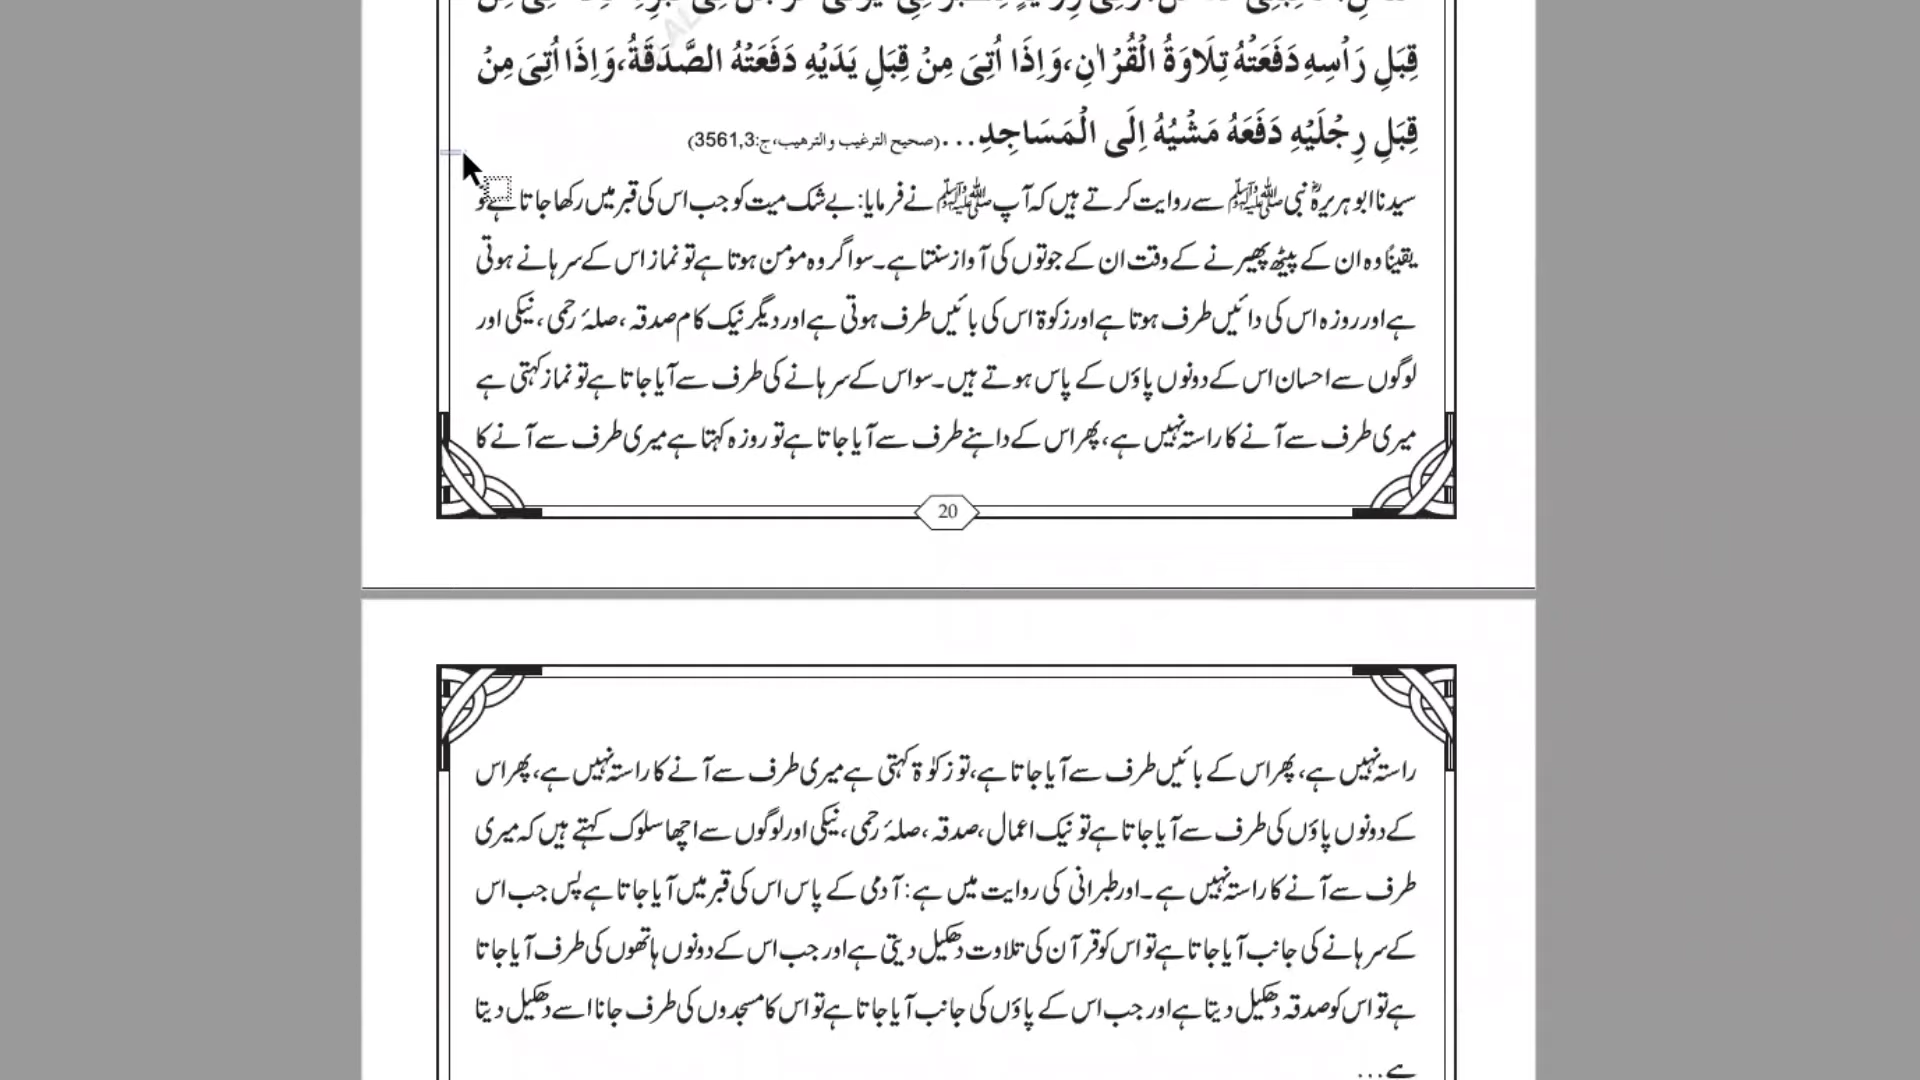 قِبَلِ رَأْسِهِ دَفَعَتْهُ تِلَاوَةُ الْقُرْاٰنِ، وَاِذَا اُتِیَ مِنْ قِبَلِ یَدَیْهِ دَفَعَتْهُ الصَّدَقَةُ، وَاِذَا اُتِیَ مِنْ
قِبَلِ رِجْلَیْهِ دَفَعَهُ مَشْیُهُ اِلَی الْمَسَاجِدِ... (صحیح الترغیب والترهیب، ج:3561,3)
سیدنا ابو ہریرہؓ نبی ﷺ سے روایت کرتے ہیں کہ آپ ﷺ نے فرمایا: بے شک میت کو جب اس کی قبر میں رکھا جاتا ہے تو
یقیناً وہ ان کے پیٹھ پھیرنے کے وقت ان کے جوتوں کی آواز سنتا ہے۔ سو اگر وہ مومن ہوتا ہے تو نماز اس کے سرہانے ہوتی
ہے اور روزہ اس کی دائیں طرف ہوتا ہے اور زکوۃ اس کی بائیں طرف ہوتی ہے اور دیگر نیک کام صدقہ، صلۂ رحمی، نیکی اور
لوگوں سے احسان اس کے دونوں پاؤں کے پاس ہوتے ہیں۔ سو اس کے سرہانے کی طرف سے آیا جاتا ہے تو نماز کہتی ہے
میری طرف سے آنے کا راستہ نہیں ہے، پھر اس کے داہنے طرف سے آیا جاتا ہے تو روزہ کہتا ہے میری طرف سے آنے کا
20
راستہ نہیں ہے، پھر اس کے بائیں طرف سے آیا جاتا ہے، تو زکوٰۃ کہتی ہے میری طرف سے آنے کا راستہ نہیں ہے، پھر اس
کے دونوں پاؤں کی طرف سے آیا جاتا ہے تو نیک اعمال، صدقہ، صلۂ رحمی، نیکی اور لوگوں سے اچھا سلوک کہتے ہیں کہ میری
طرف سے آنے کا راستہ نہیں ہے۔ اور طبرانی کی روایت میں ہے: آدمی کے پاس اس کی قبر میں آیا جاتا ہے پس جب اس
کے سرہانے کی جانب آیا جاتا ہے تو اس کو قرآن کی تلاوت دھکیل دیتی ہے اور جب اس کے دونوں ہاتھوں کی طرف آیا جاتا
ہے تو اس کو صدقہ دھکیل دیتا ہے اور جب اس کے پاؤں کی جانب آیا جاتا ہے تو اس کا مسجدوں کی طرف جانا اسے دھکیل دیتا
ہے...